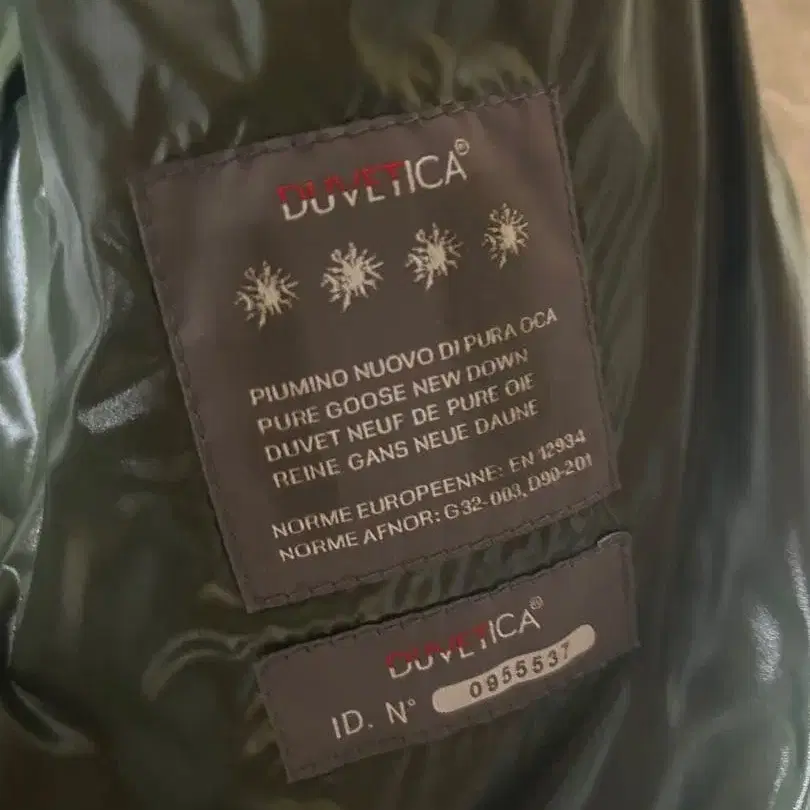 DUVETICA®
PIUMINO NUOVO DI PURA OCA
PURE GOOSE NEW DOWN
DUVET NEUF DE PURE OIE
REINE GANS NEUE DAUNE
NORME EUROPEENNE: EN 12934
NORME AFNOR: G32-003, D90-201
DUVETICA®
ID. N° 0955537